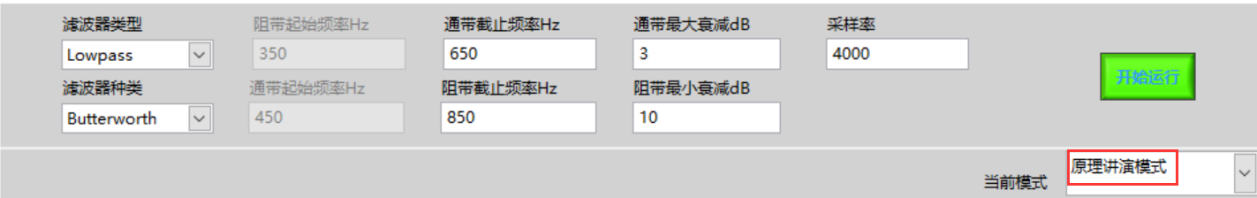 滤波器类型 阻带起始频率Hz 通带截止频率Hz 通带最大衰减dB 采样率
Lowpass 350 650 3 4000
开始运行
滤波器种类 通带起始频率Hz 阻带截止频率Hz 阻带最小衰减dB
Butterworth 450 850 10
当前模式 原理讲演模式